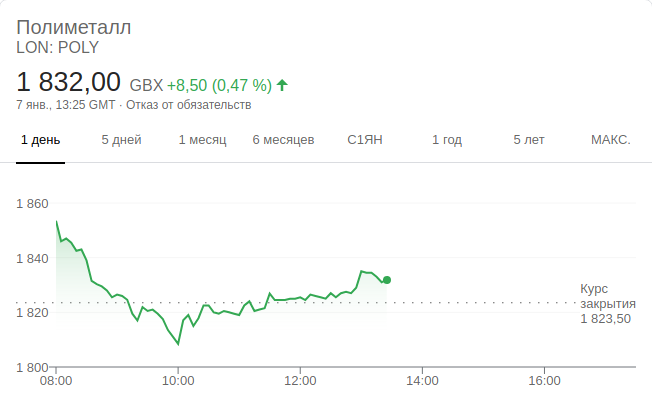 Полиметалл
LON: POLY
1 832,00 GBX +8,50 (0,47 %)
7 янв., 13:25 GMT · Отказ от обязательств
1 день 5 дней 1 месяц 6 месяцев С1ЯН 1 год 5 лет МАКС.
1 860
1 840
1 820
1 800
Курс
закрытия
1 823,50
08:00 10:00 12:00 14:00 16:00